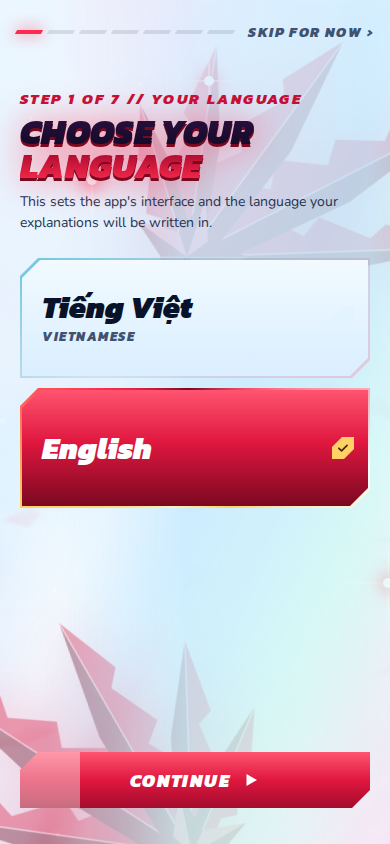 SKIP FOR NOW ›
STEP 1 OF 7 // YOUR LANGUAGE
CHOOSE YOUR
LANGUAGE
This sets the app's interface and the language your
explanations will be written in.
Tiếng Việt
VIETNAMESE
English
CONTINUE